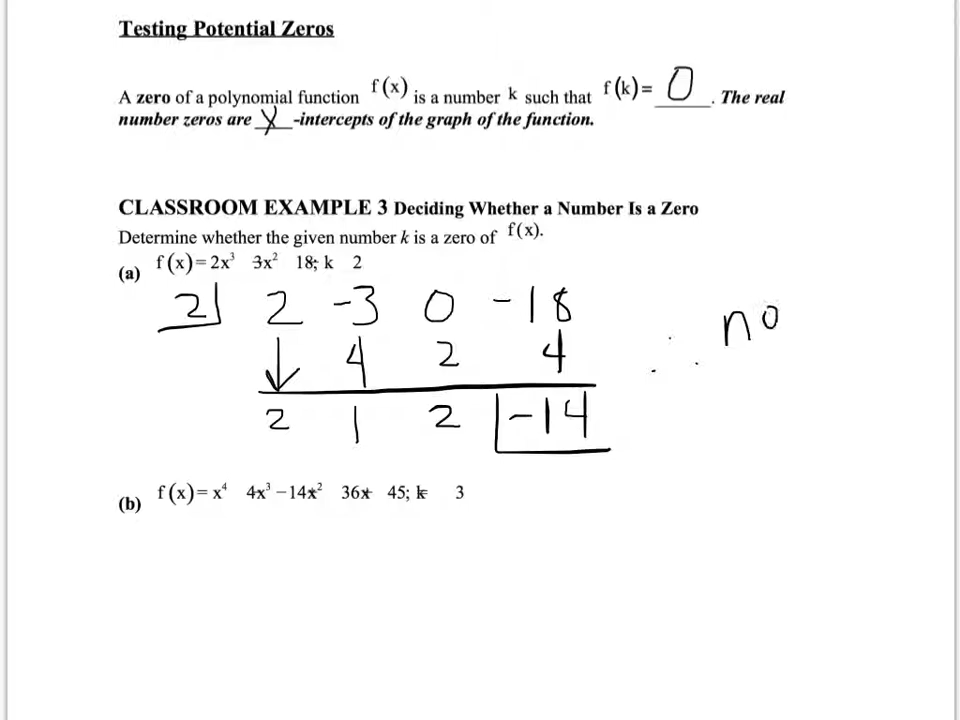 Testing Potential Zeros
A zero of a polynomial function f(x) is a number k such that f(k)= 0. The real
number zeros are X-intercepts of the graph of the function.
CLASSROOM EXAMPLE 3 Deciding Whether a Number Is a Zero
Determine whether the given number k is a zero of f(x).
(a) f(x)=2x³ 3x² 18; k 2
2| 2 -3 0 -18
↓ 4 2 4 ∴ no
2 1 2 |-14
(b) f(x)=x⁴ 4x³ –14x² 36x 45; k 3